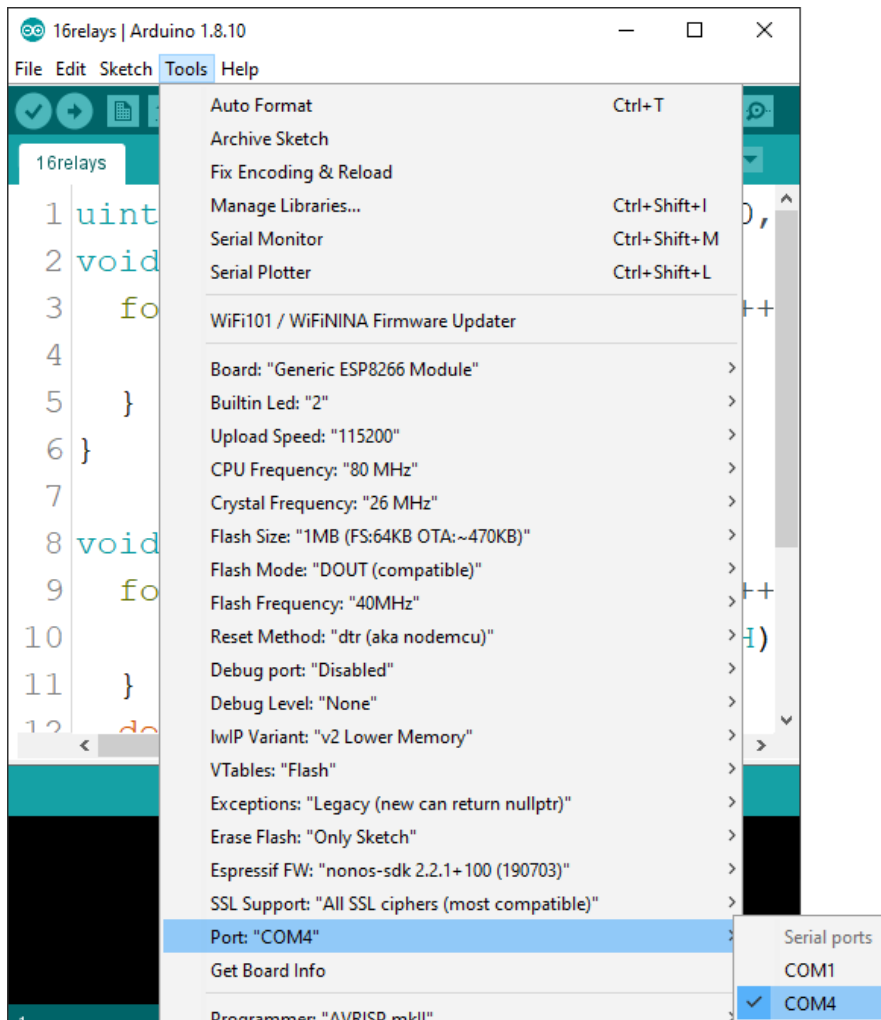 16relays | Arduino 1.8.10
File Edit Sketch Tools Help
16relays
1 uint ),
2 void
3 fo ++
4
5 }
6 }
7
8 void
9 fo ++
10 H)
11 }
12
Auto Format Ctrl+T
Archive Sketch
Fix Encoding & Reload
Manage Libraries... Ctrl+Shift+I
Serial Monitor Ctrl+Shift+M
Serial Plotter Ctrl+Shift+L
WiFi101 / WiFiNINA Firmware Updater
Board: "Generic ESP8266 Module"
Builtin Led: "2"
Upload Speed: "115200"
CPU Frequency: "80 MHz"
Crystal Frequency: "26 MHz"
Flash Size: "1MB (FS:64KB OTA:~470KB)"
Flash Mode: "DOUT (compatible)"
Flash Frequency: "40MHz"
Reset Method: "dtr (aka nodemcu)"
Debug port: "Disabled"
Debug Level: "None"
lwIP Variant: "v2 Lower Memory"
VTables: "Flash"
Exceptions: "Legacy (new can return nullptr)"
Erase Flash: "Only Sketch"
Espressif FW: "nonos-sdk 2.2.1+100 (190703)"
SSL Support: "All SSL ciphers (most compatible)"
Port: "COM4"
Get Board Info
Programmer: "AVRISP mkII"
Serial ports
COM1
COM4